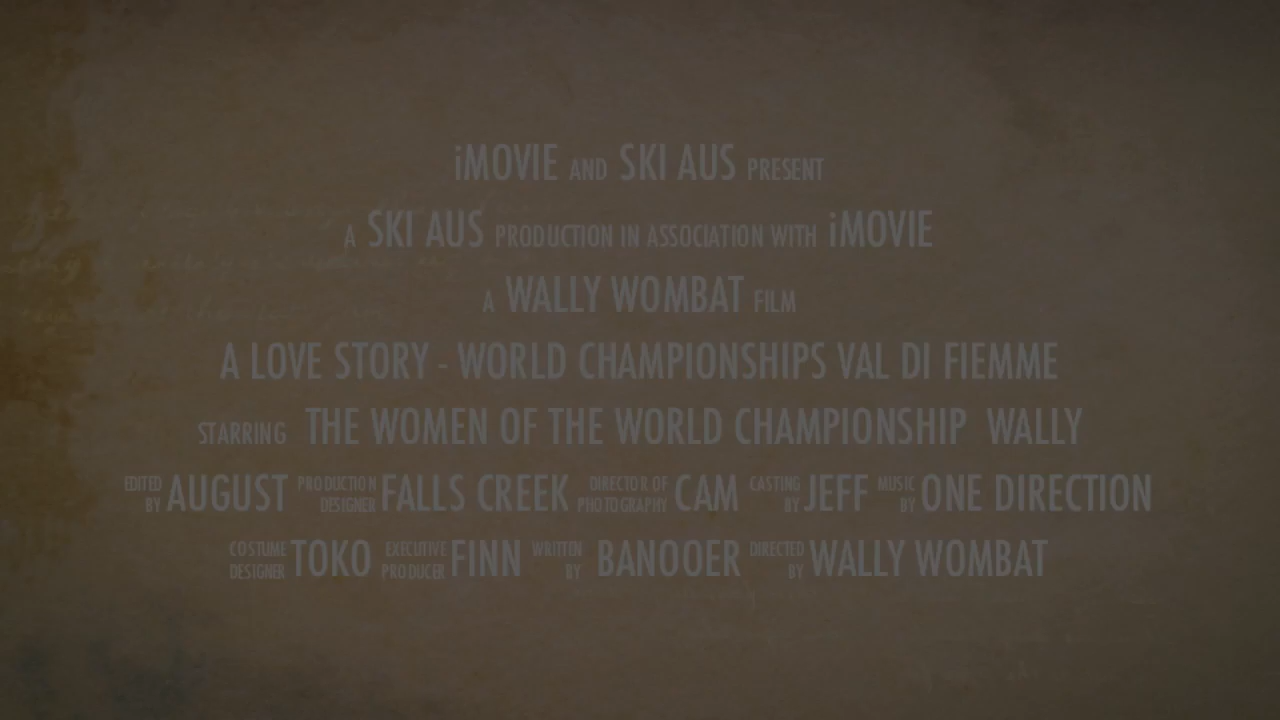 iMOVIE AND SKI AUS PRESENT
A SKI AUS PRODUCTION IN ASSOCIATION WITH iMOVIE
A WALLY WOMBAT FILM
A LOVE STORY - WORLD CHAMPIONSHIPS VAL DI FIEMME
STARRING THE WOMEN OF THE WORLD CHAMPIONSHIP WALLY
EDITED BY AUGUST PRODUCTION DESIGNER FALLS CREEK DIRECTOR OF PHOTOGRAPHY CAM CASTING BY JEFF MUSIC BY ONE DIRECTION
COSTUME DESIGNER TOKO EXECUTIVE PRODUCER FINN WRITTEN BY BANOOER DIRECTED BY WALLY WOMBAT